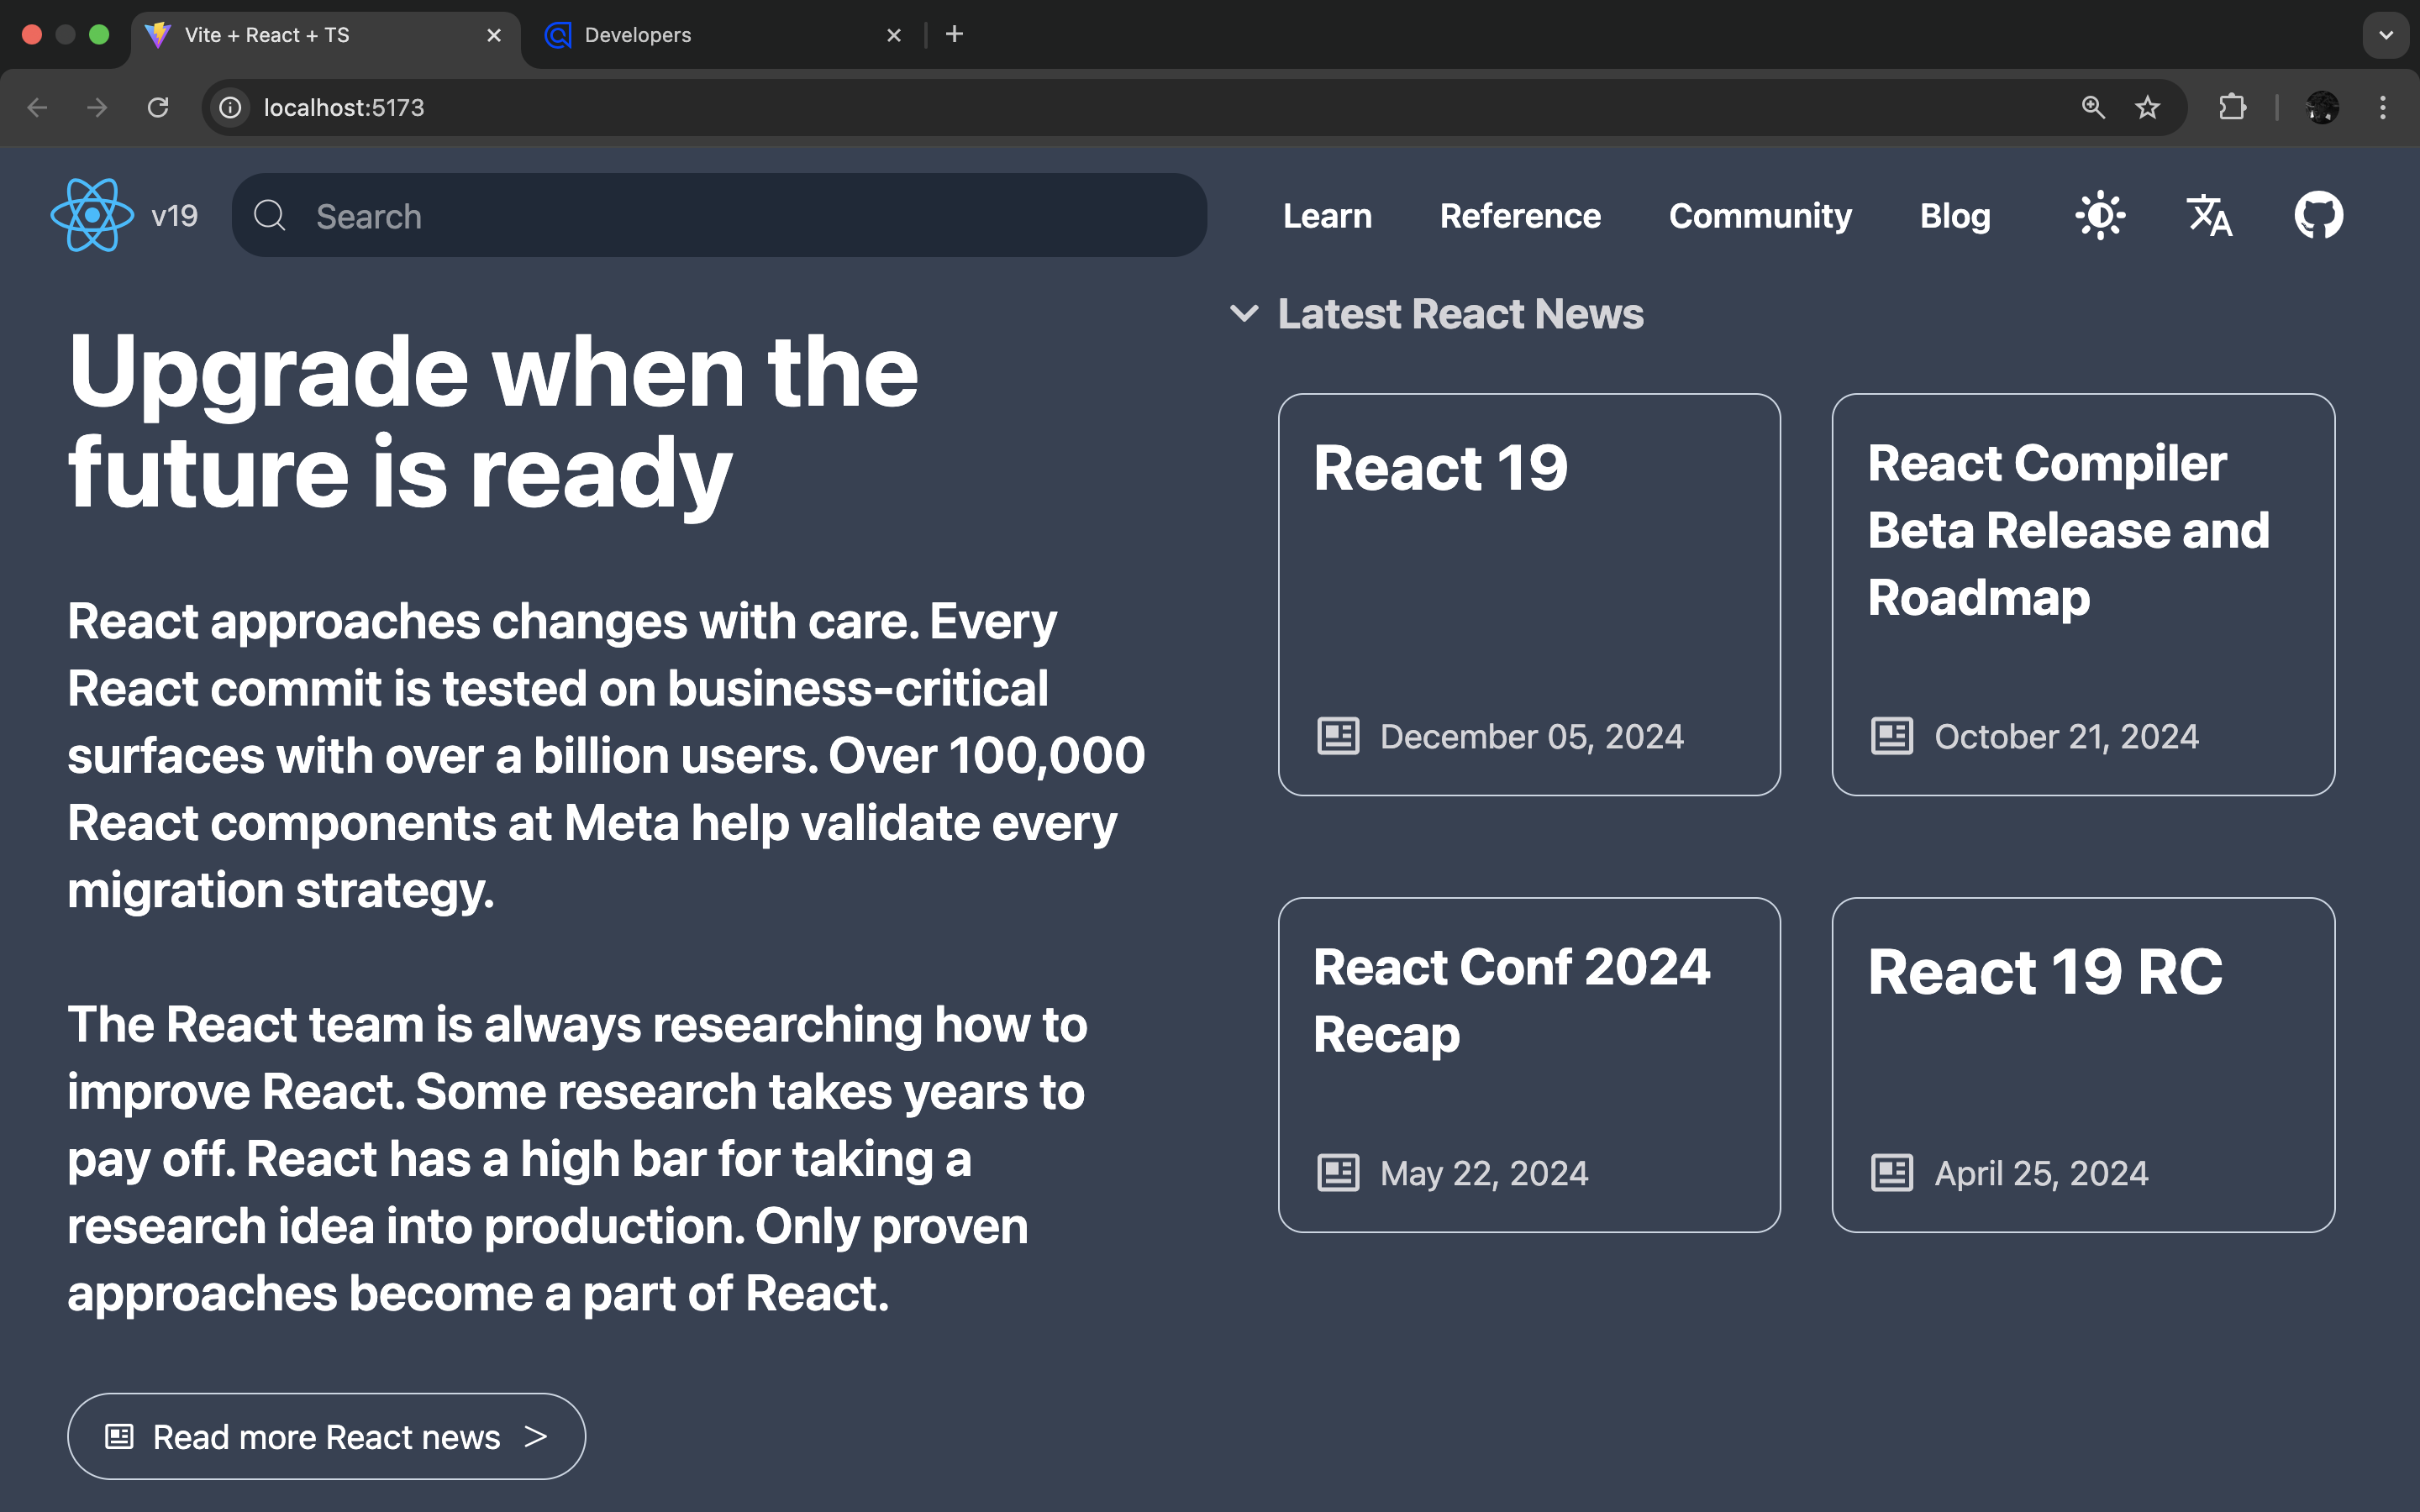 Vite + React + TS
Developers
localhost:5173
v19
Search
Learn
Reference
Community
Blog
Upgrade when the
future is ready
React approaches changes with care. Every
React commit is tested on business-critical
surfaces with over a billion users. Over 100,000
React components at Meta help validate every
migration strategy.
The React team is always researching how to
improve React. Some research takes years to
pay off. React has a high bar for taking a
research idea into production. Only proven
approaches become a part of React.
Read more React news >
Latest React News
React 19
December 05, 2024
React Compiler
Beta Release and
Roadmap
October 21, 2024
React Conf 2024
Recap
May 22, 2024
React 19 RC
April 25, 2024